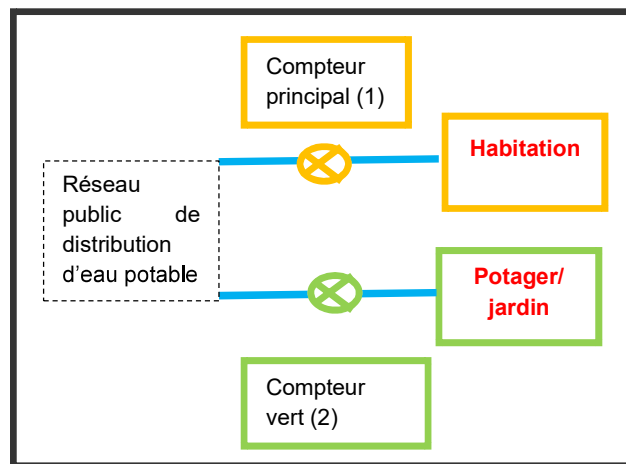 Compteur
principal (1)
Habitation
Réseau
public de
distribution
d'eau potable
Potager/
jardin
Compteur
vert (2)